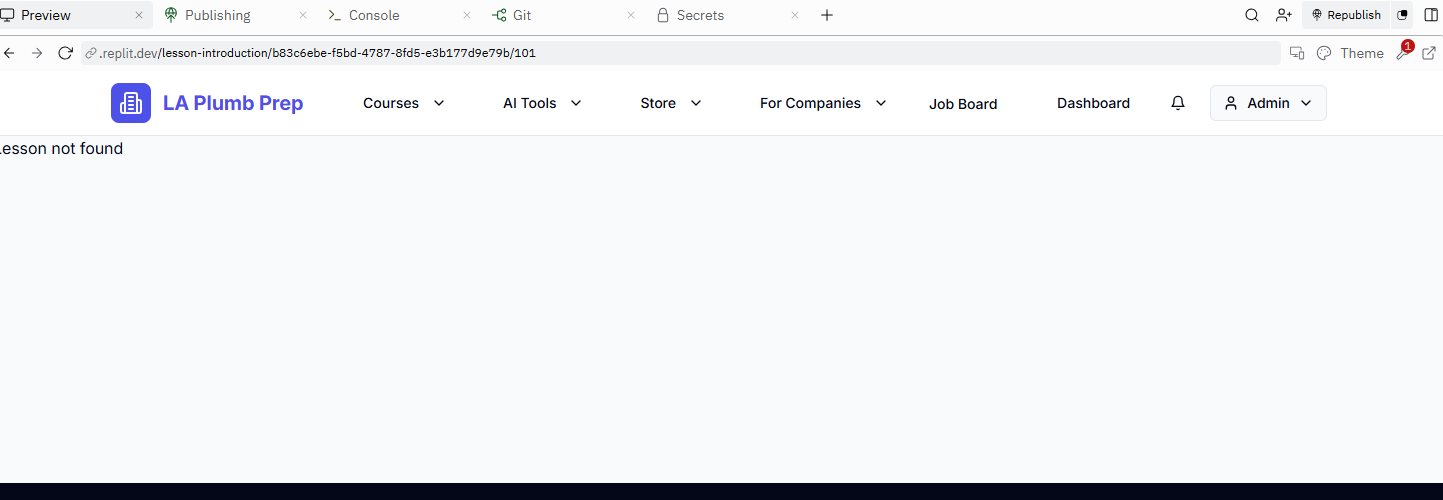 Preview
Publishing
Console
Git
Secrets
Republish
.replit.dev/lesson-introduction/b83c6ebe-f5bd-4787-8fd5-e3b177d9e79b/101
Theme
1
LA Plumb Prep
Courses
AI Tools
Store
For Companies
Job Board
Dashboard
Admin
Lesson not found